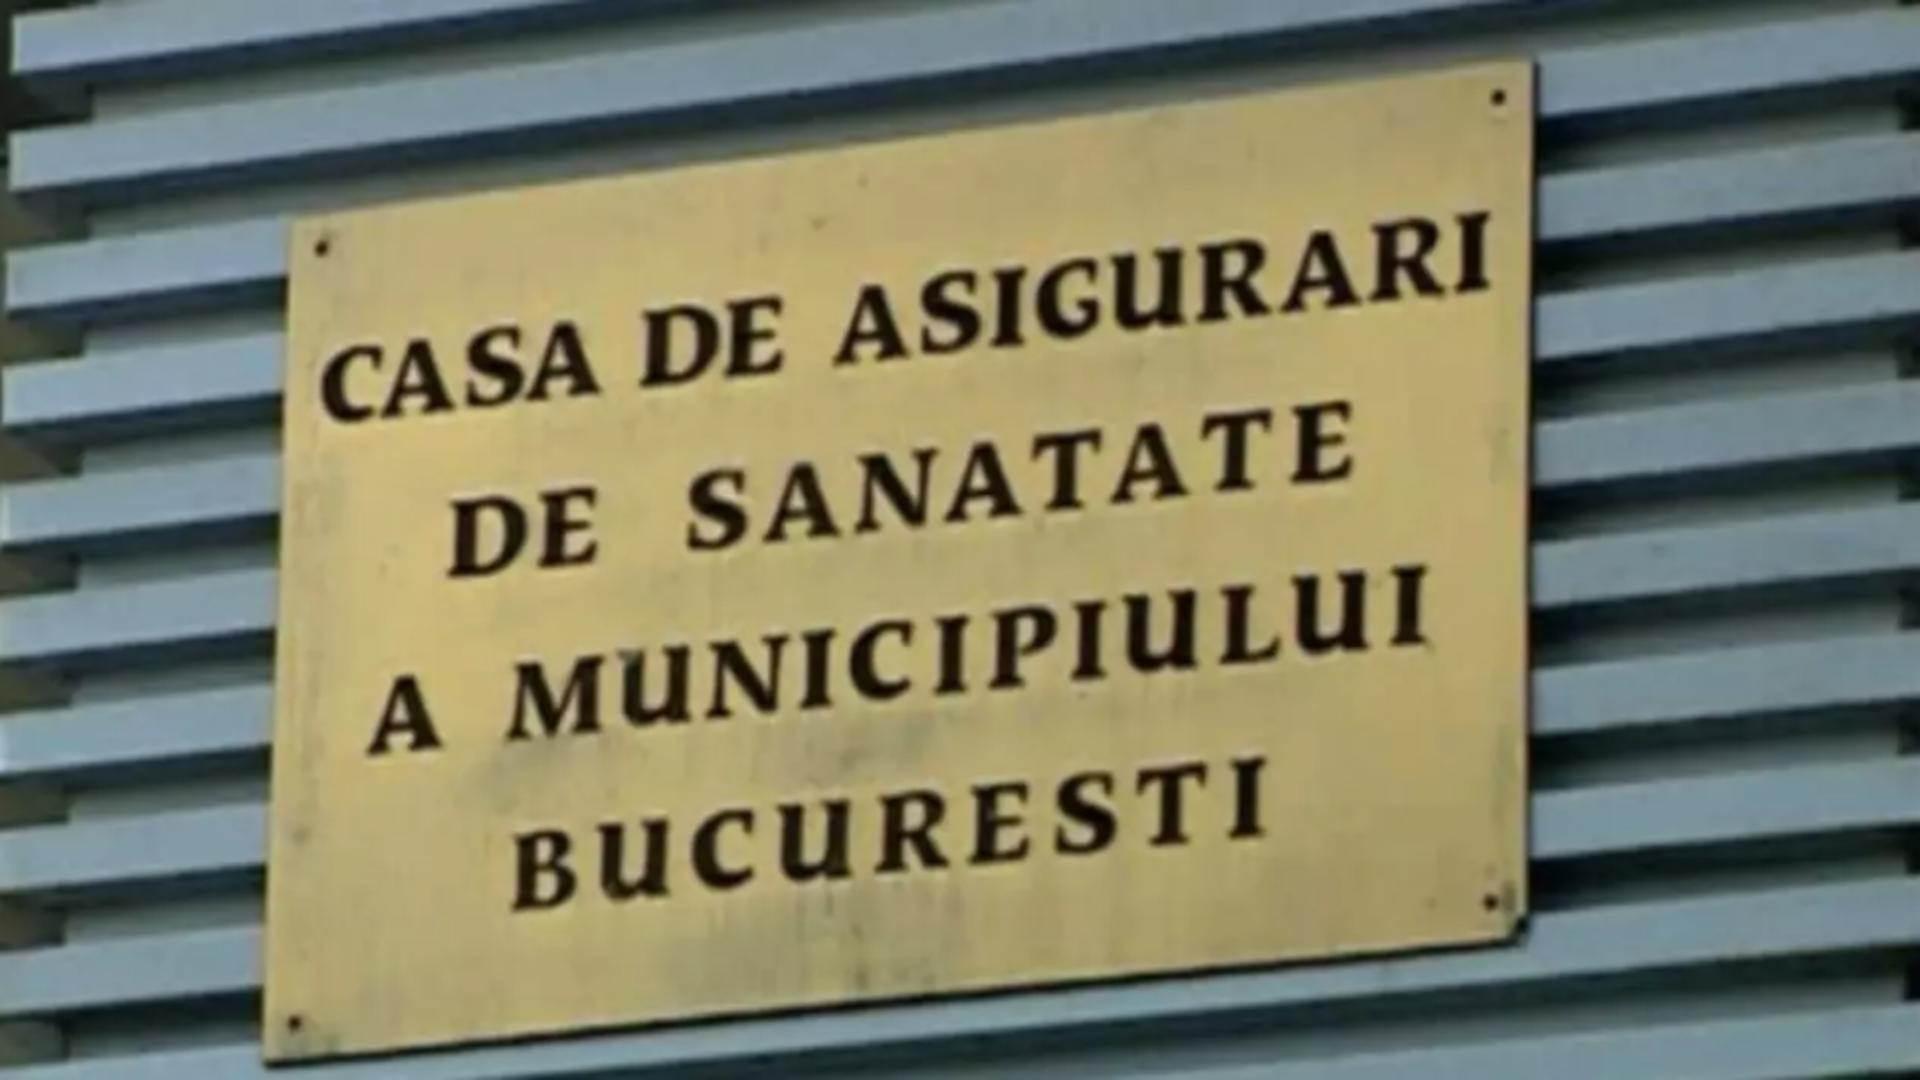 CASA DE ASIGURARI
DE SANATATE
A MUNICIPIULUI
BUCURESTI